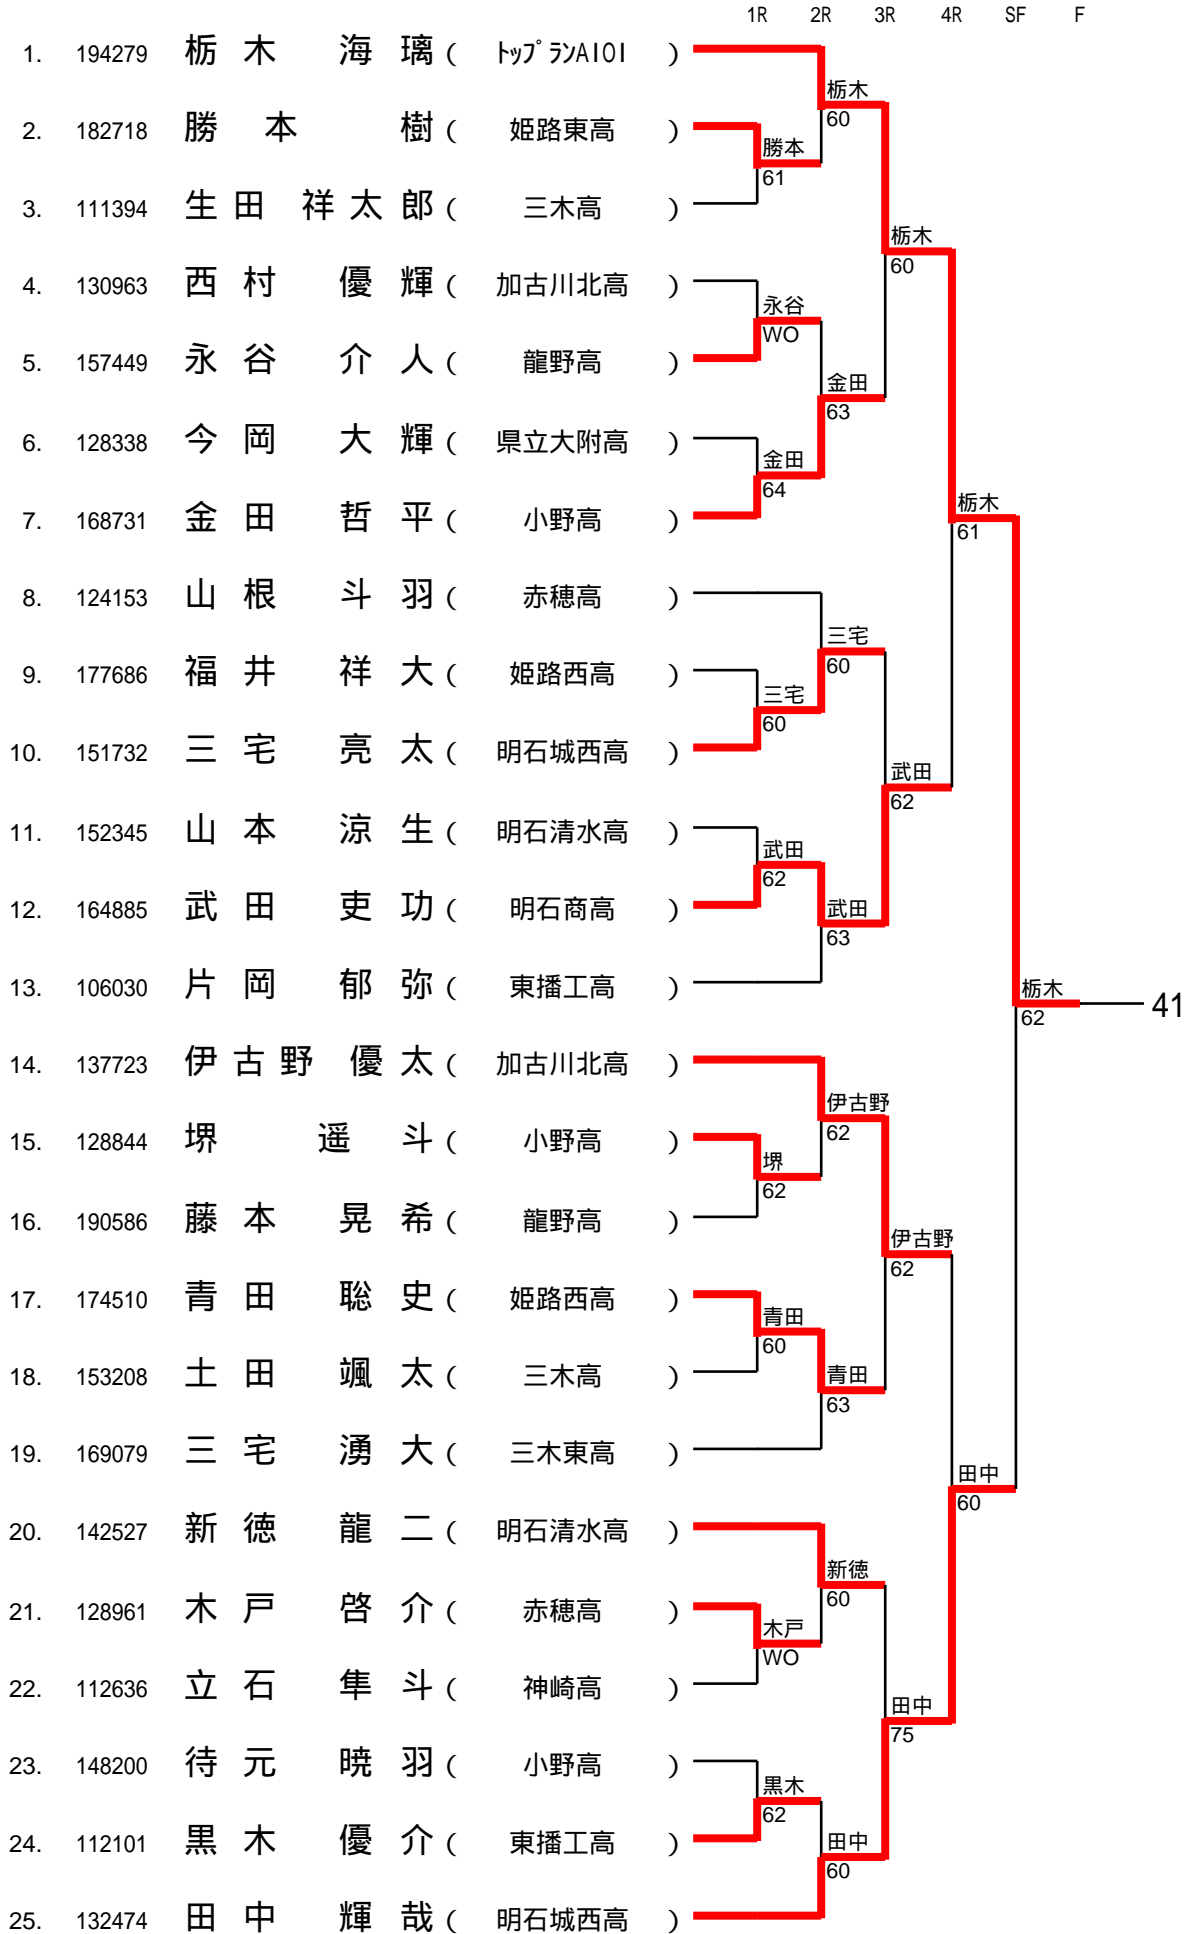 1R 2R 3R 4R SF F
1. 194279 栃木 海璃 ( トップランAIOI )
栃木
60
2. 182718 勝本 樹 ( 姫路東高 )
勝本
61
3. 111394 生田 祥太郎 ( 三木高 )
栃木
60
4. 130963 西村 優輝 ( 加古川北高 )
永谷
WO
5. 157449 永谷 介人 ( 龍野高 )
金田
63
6. 128338 今岡 大輝 ( 県立大附高 )
金田
64
7. 168731 金田 哲平 ( 小野高 )
栃木
61
8. 124153 山根 斗羽 ( 赤穂高 )
三宅
60
9. 177686 福井 祥大 ( 姫路西高 )
三宅
60
10. 151732 三宅 亮太 ( 明石城西高 )
武田
62
11. 152345 山本 涼生 ( 明石清水高 )
武田
62
12. 164885 武田 吏功 ( 明石商高 )
武田
63
13. 106030 片岡 郁弥 ( 東播工高 )
栃木
62
41
14. 137723 伊古野 優太 ( 加古川北高 )
伊古野
62
15. 128844 堺 遥斗 ( 小野高 )
堺
62
16. 190586 藤本 晃希 ( 龍野高 )
伊古野
62
17. 174510 青田 聡史 ( 姫路西高 )
青田
60
18. 153208 土田 颯太 ( 三木高 )
青田
63
19. 169079 三宅 湧大 ( 三木東高 )
田中
60
20. 142527 新徳 龍二 ( 明石清水高 )
新徳
60
21. 128961 木戸 啓介 ( 赤穂高 )
木戸
WO
22. 112636 立石 隼斗 ( 神崎高 )
田中
75
23. 148200 待元 暁羽 ( 小野高 )
黒木
62
24. 112101 黒木 優介 ( 東播工高 )
田中
60
25. 132474 田中 輝哉 ( 明石城西高 )